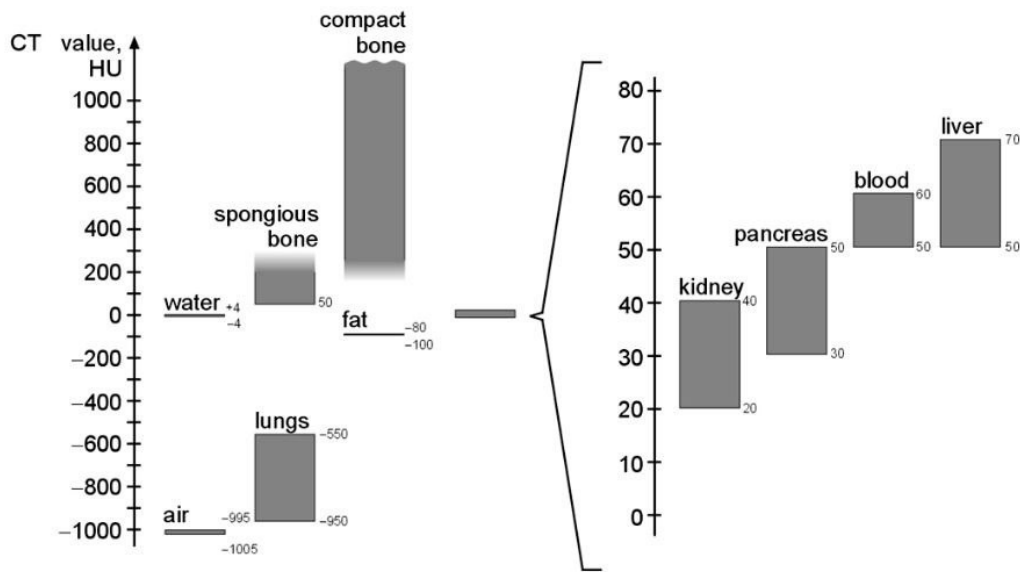 compact
bone
CT value,
HU
1000
800
600
400
200
0
−200
−400
−600
−800
−1000
spongious
bone
50
water
+4
−4
fat
−80
−100
lungs
−550
−950
air
−995
−1005
80
70
60
50
40
30
20
10
0
kidney
40
20
pancreas
50
30
blood
60
50
liver
70
50